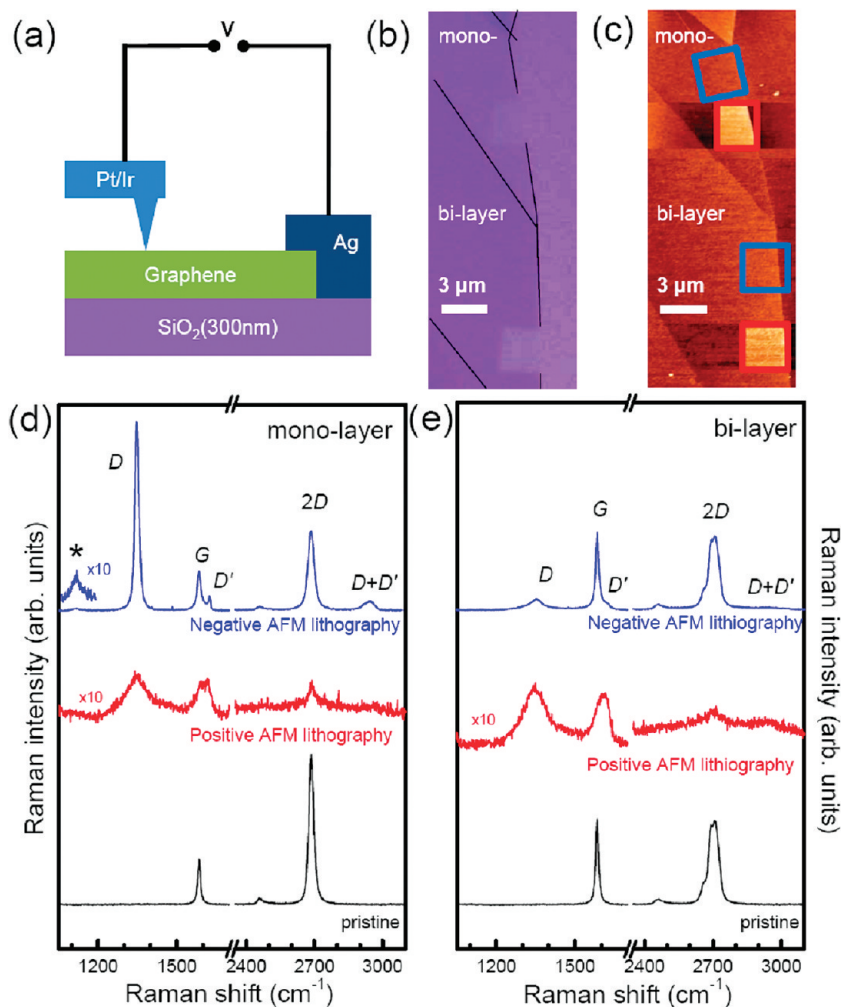 (a)
V
Pt/Ir
Ag
Graphene
SiO₂(300nm)
(b)
mono-
bi-layer
3 μm
(c)
mono-
bi-layer
3 μm
(d)
mono-layer
D
2D
*
x10
G
D'
D+D'
Negative AFM lithography
x10
Positive AFM lithography
pristine
1200 1500 2400 2700 3000
Raman shift (cm⁻¹)
Raman intensity (arb. units)
(e)
bi-layer
G
2D
D
D'
D+D'
Negative AFM lithiography
x10
Positive AFM lithiography
pristine
1200 1500 2400 2700 3000
Raman shift (cm⁻¹)
Raman intensity (arb. units)